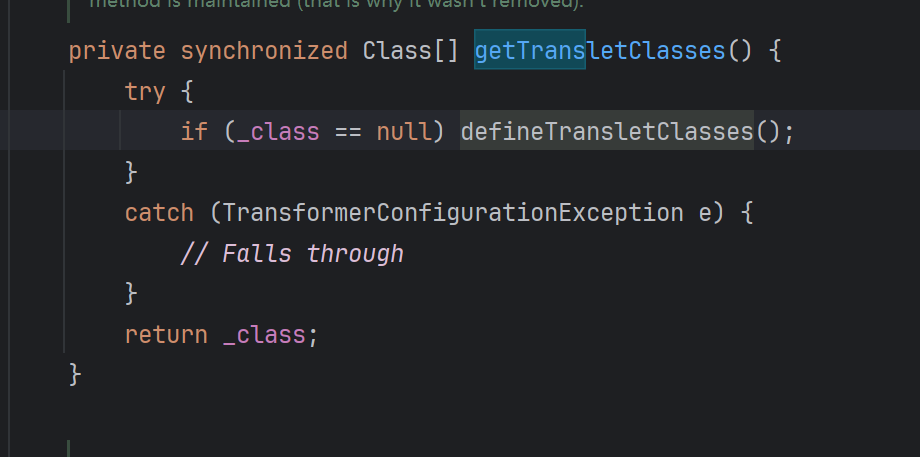 method is maintained (that is why it wasn't removed).
private synchronized Class[] getTransletClasses() {
try {
if (_class == null) defineTransletClasses();
}
catch (TransformerConfigurationException e) {
// Falls through
}
return _class;
}